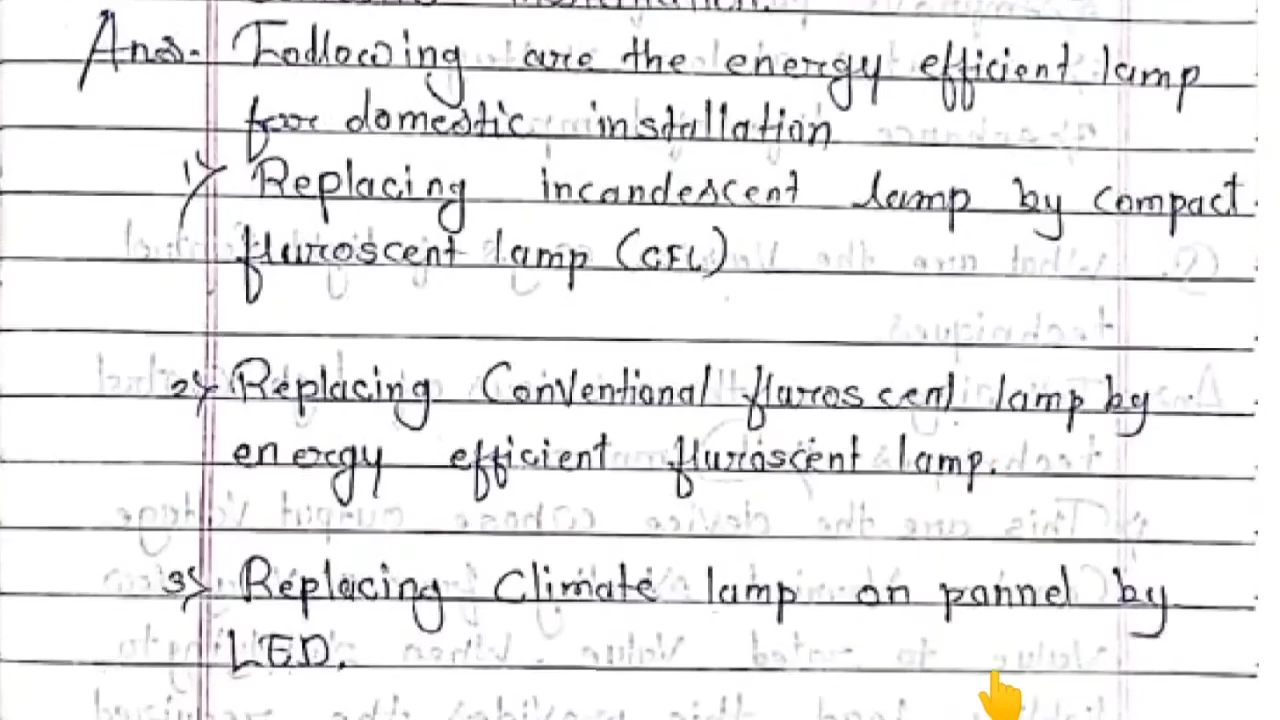 Ans. Following are the energy efficient lamp
for domestic installation
1) Replacing incandescent lamp by compact
fluroscent lamp (CFL)
2) Replacing Conventional fluroscent lamp by
energy efficient fluroscent lamp.
3) Replacing Climate lamp on pannel by
LED.